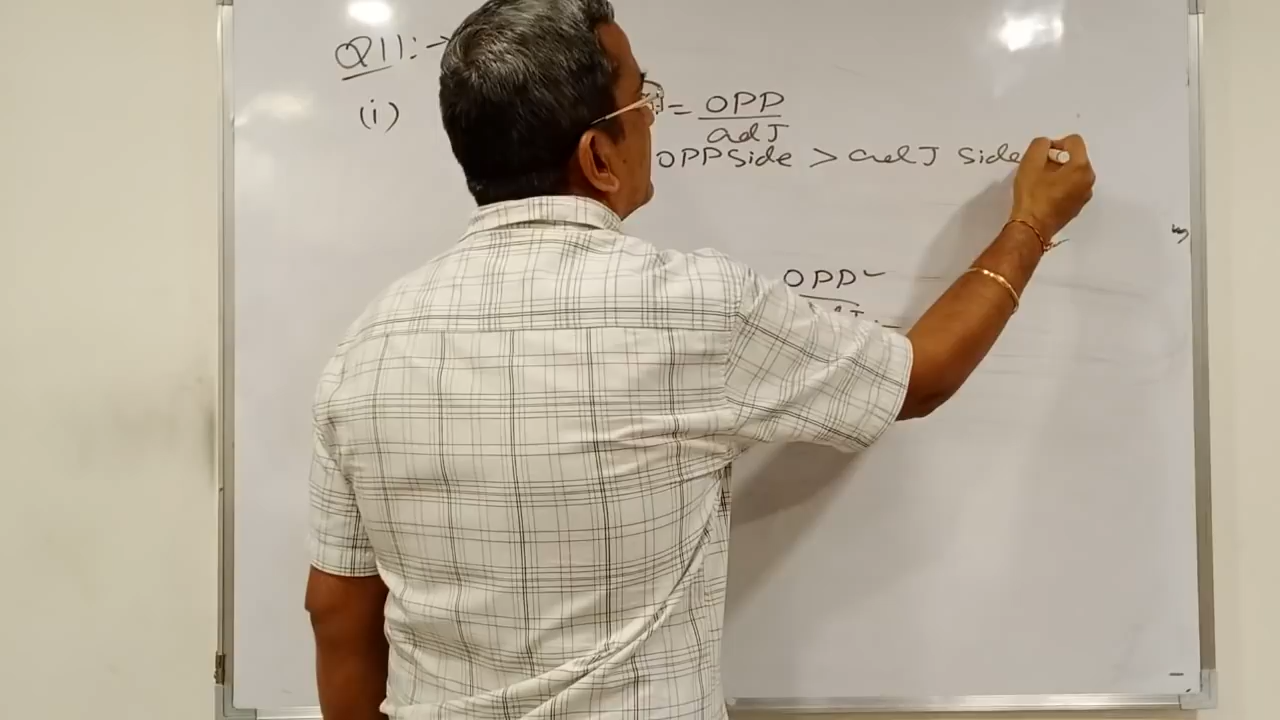 Q11:→
(i)
= OPP
adJ
OPPSide > adJ Side
OPP